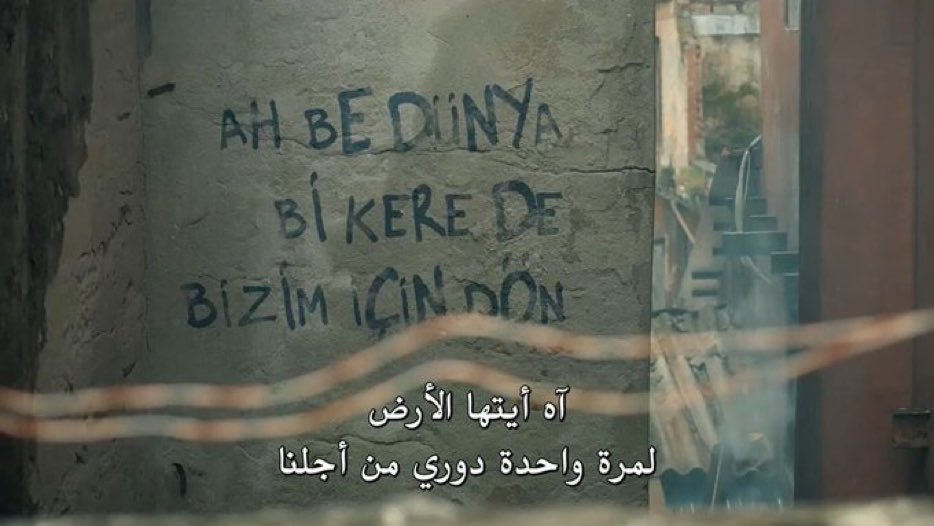 AH BE DÜNYA
Bİ KERE DE
BİZİM İÇİN DÖN
آه أيتها الأرض
لمرة واحدة دوري من أجلنا